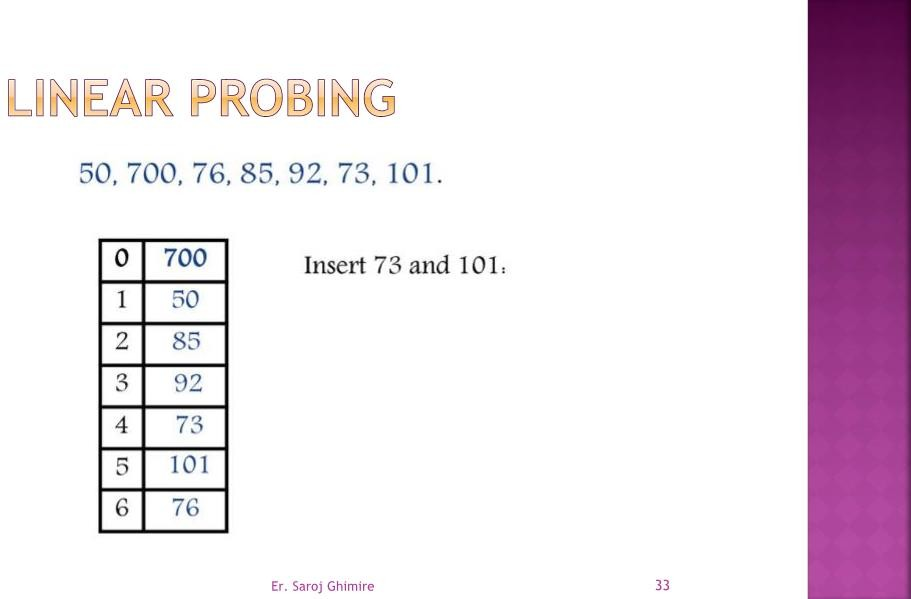 LINEAR PROBING
50, 700, 76, 85, 92, 73, 101.
Insert 73 and 101:
0 700
1 50
2 85
3 92
4 73
5 101
6 76
Er. Saroj Ghimire
33